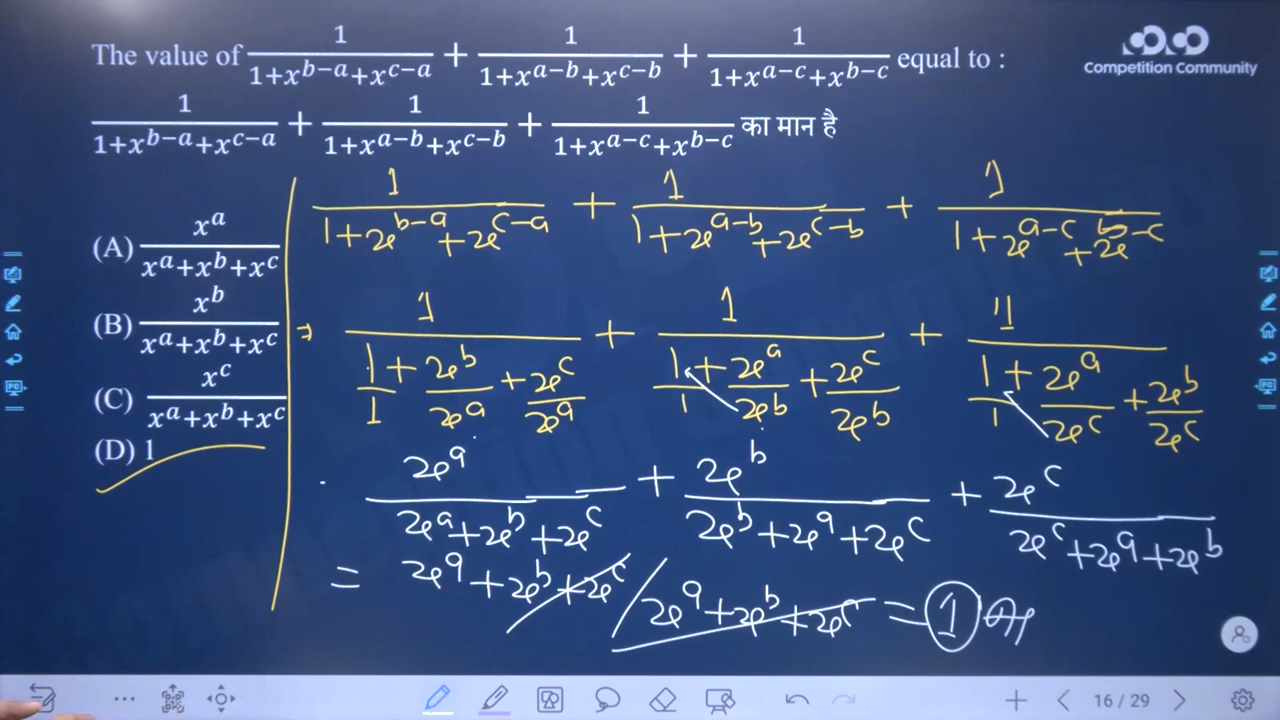 The value of 1/(1+x^(b−a)+x^(c−a)) + 1/(1+x^(a−b)+x^(c−b)) + 1/(1+x^(a−c)+x^(b−c)) equal to :
Competition Community
1/(1+x^(b−a)+x^(c−a)) + 1/(1+x^(a−b)+x^(c−b)) + 1/(1+x^(a−c)+x^(b−c)) का मान है
(A) x^a/(x^a+x^b+x^c)
(B) x^b/(x^a+x^b+x^c)
(C) x^c/(x^a+x^b+x^c)
(D) 1
1/(1+x^(b−a)+x^(c−a)) + 1/(1+x^(a−b)+x^(c−b)) + 1/(1+x^(a−c)+x^(b−c))
⇒ 1/(1/1+x^b/x^a+x^c/x^a) + 1/(1/1+x^a/x^b+x^c/x^b) + 1/(1/1+x^a/x^c+x^b/x^c)
x^a/(x^a+x^b+x^c) + x^b/(x^b+x^a+x^c) + x^c/(x^c+x^a+x^b)
= x^a+x^b+x^c / x^a+x^b+x^c = 1
16 / 29